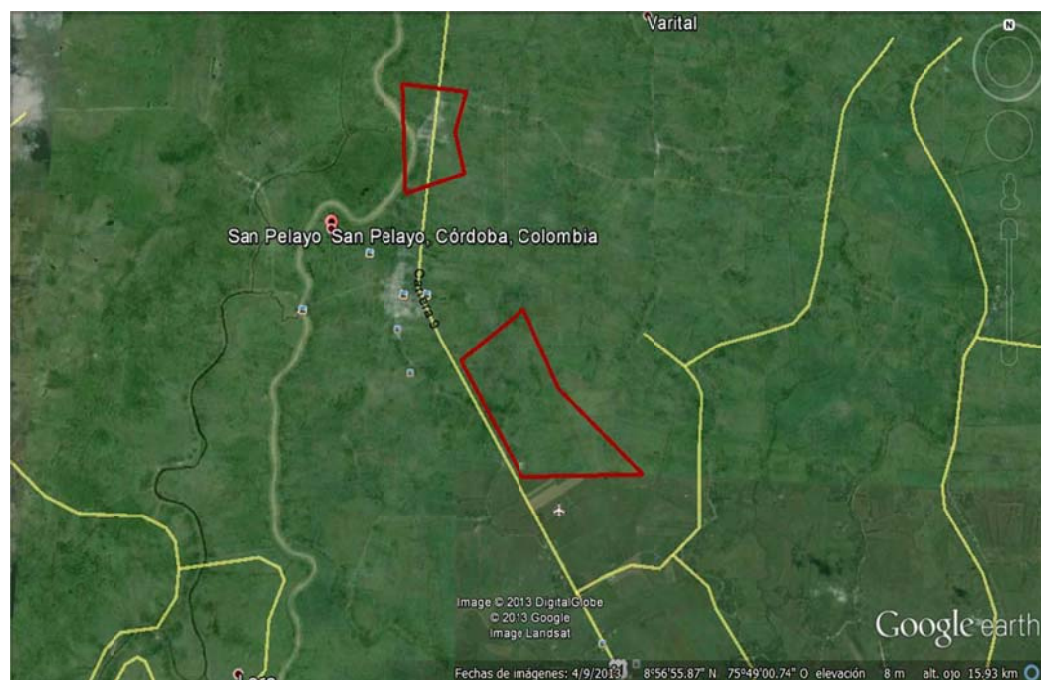 N
Varital
San Pelayo San Pelayo, Córdoba, Colombia
Image © 2013 DigitalGlobe
© 2013 Google
Image Landsat
Google earth
21
Fechas de imágenes: 4/9/2013 8°56'55.87" N 75°49'00.74" O elevación 8 m alt. ojo 15.93 km